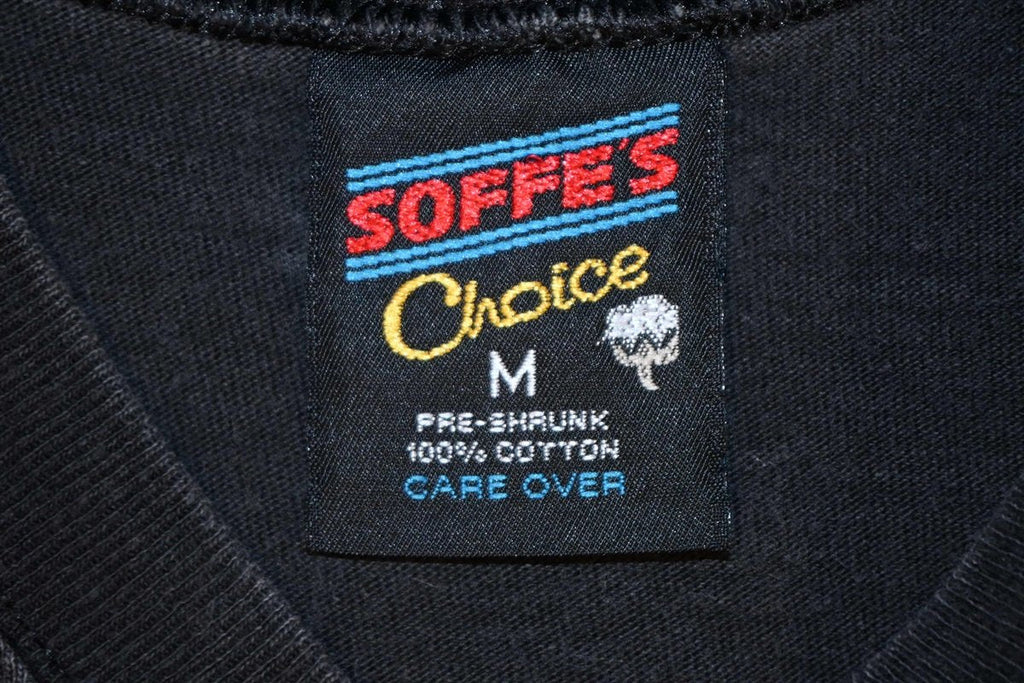 SOFFE'S
Choice
M
PRE-SHRUNK
100% COTTON
CARE OVER